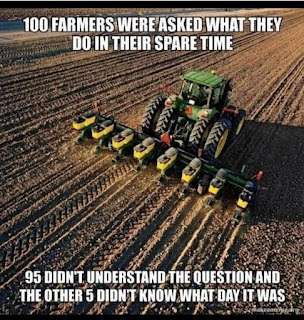 100 FARMERS WERE ASKED WHAT THEY
DO IN THEIR SPARE TIME
95 DIDN'T UNDERSTAND THE QUESTION AND
THE OTHER 5 DIDN'T KNOW WHAT DAY IT WAS